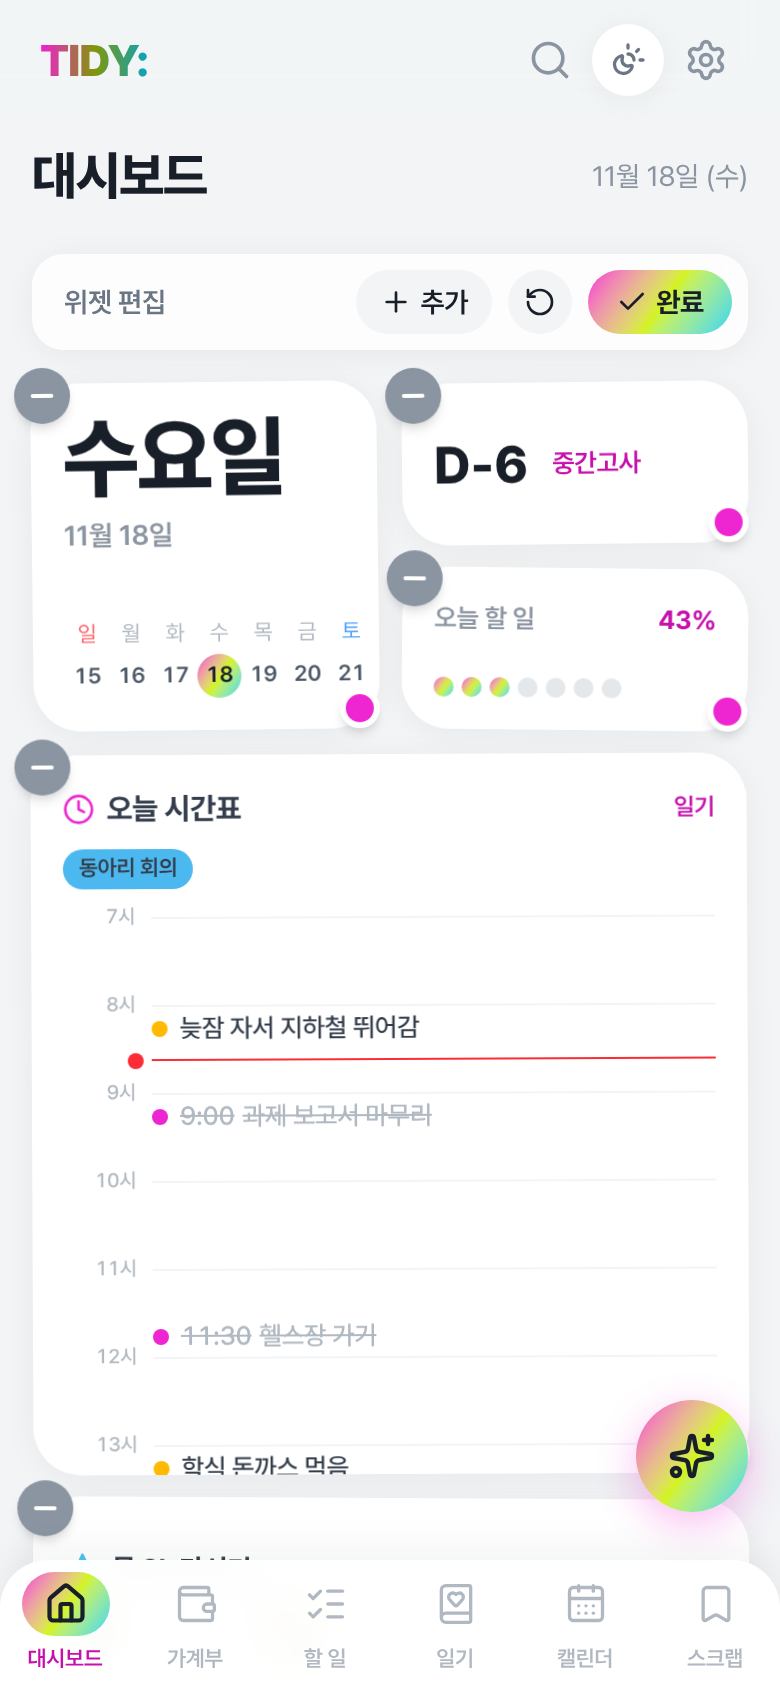 TIDY:
대시보드
11월 18일 (수)
위젯 편집
추가
완료
수요일
11월 18일
일 월 화 수 목 금 토
15 16 17 18 19 20 21
D-6 중간고사
오늘 할 일 43%
오늘 시간표 일기
동아리 회의
7시
8시
늦잠 자서 지하철 뛰어감
9시
9:00 과제 보고서 마무리
10시
11시
11:30 헬스장 가기
12시
13시
학식 돈까스 먹음
대시보드 가계부 할 일 일기 캘린더 스크랩